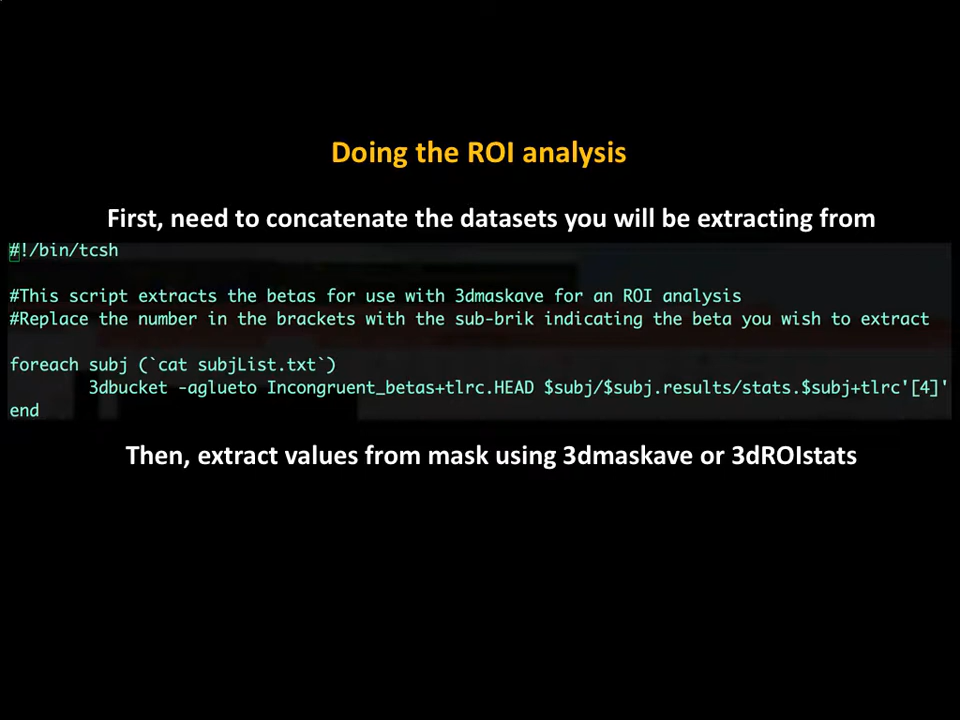 Doing the ROI analysis
First, need to concatenate the datasets you will be extracting from
#!/bin/tcsh
#This script extracts the betas for use with 3dmaskave for an ROI analysis
#Replace the number in the brackets with the sub-brik indicating the beta you wish to extract
foreach subj (`cat subjList.txt`)
3dbucket -aglueto Incongruent_betas+tlrc.HEAD $subj/$subj.results/stats.$subj+tlrc'[4]'
end
Then, extract values from mask using 3dmaskave or 3dROIstats